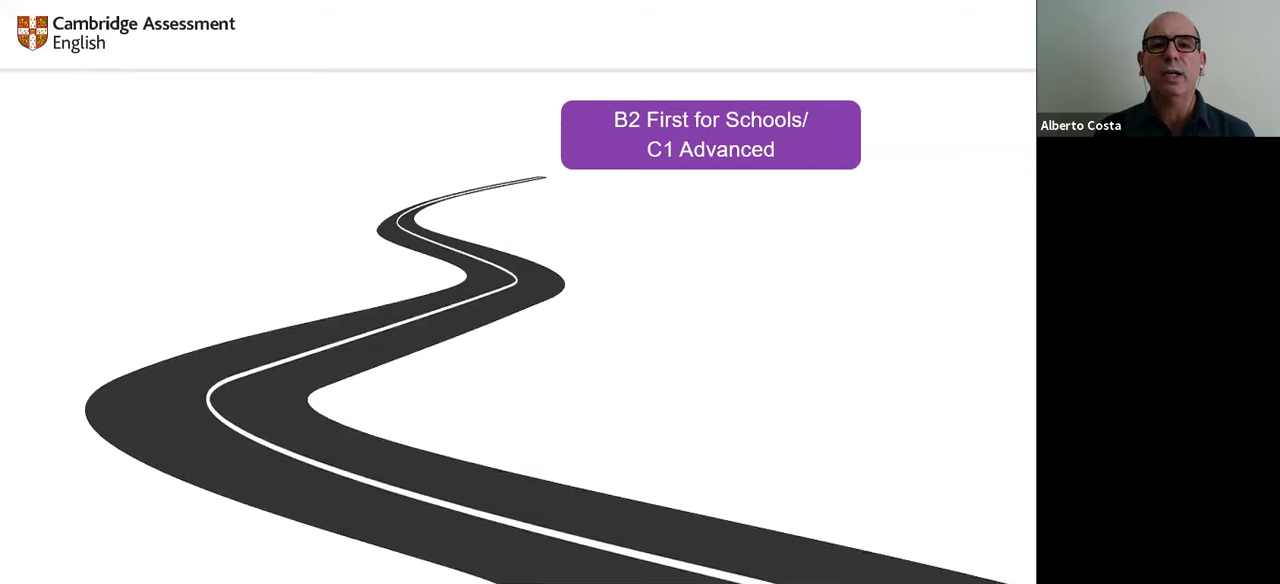 Cambridge Assessment
English
B2 First for Schools/
C1 Advanced
Alberto Costa